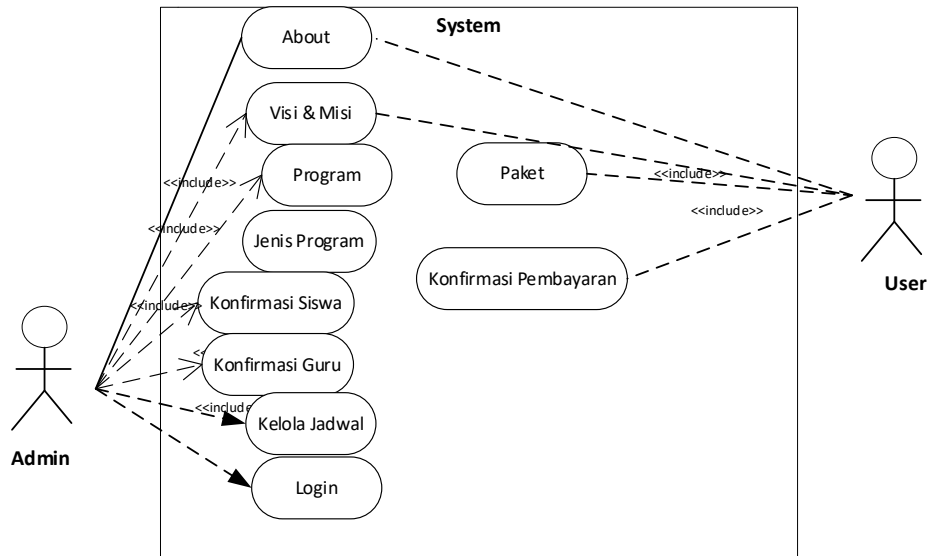 System
About
Visi & Misi
<<include>>
Program
Paket
<<include>>
<<include>>
<<include>>
Jenis Program
Konfirmasi Pembayaran
User
Konfirmasi Siswa
<<include>>
Konfirmasi Guru
<<include
Kelola Jadwal
Admin
Login